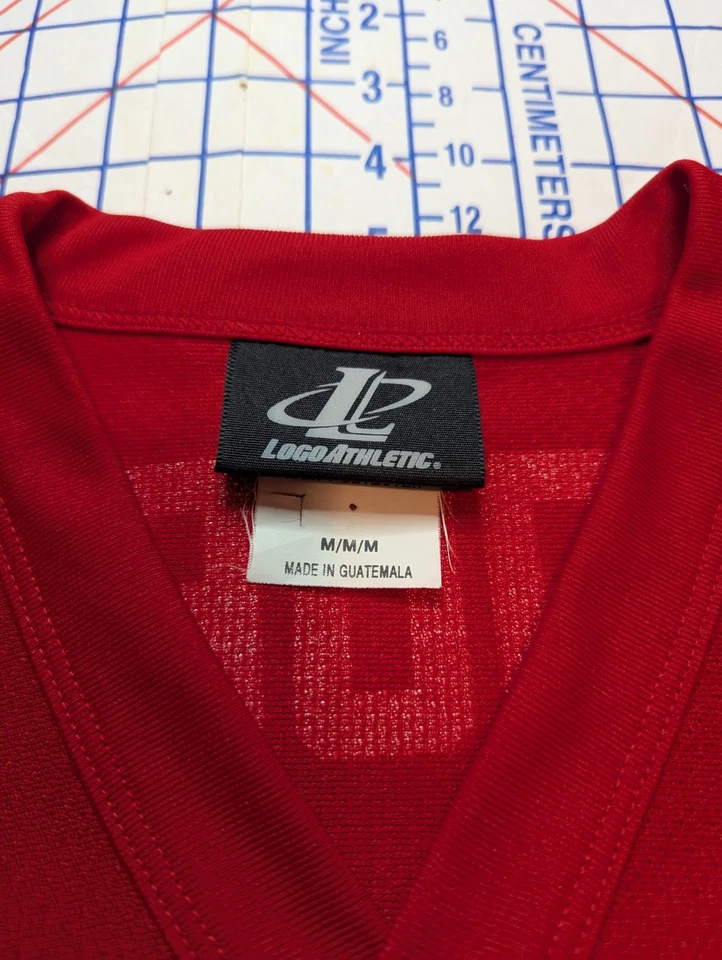 INCH
2
3
4
6
8
10
12
CENTIMETERS
L
LOGOATHLETIC®
M/M/M
MADE IN GUATEMALA